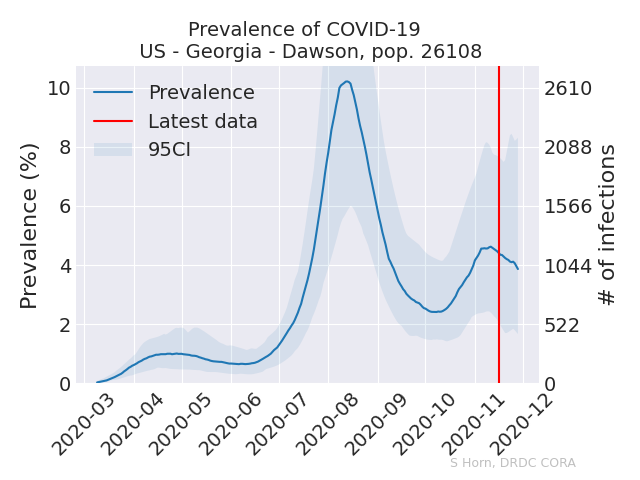 Prevalence of COVID-19
US - Georgia - Dawson, pop. 26108
Prevalence
Latest data
95CI
Prevalence (%)
10
8
6
4
2
0
2610
2088
1566
1044
522
0
# of infections
2020-03
2020-04
2020-05
2020-06
2020-07
2020-08
2020-09
2020-10
2020-11
2020-12
S Horn, DRDC CORA